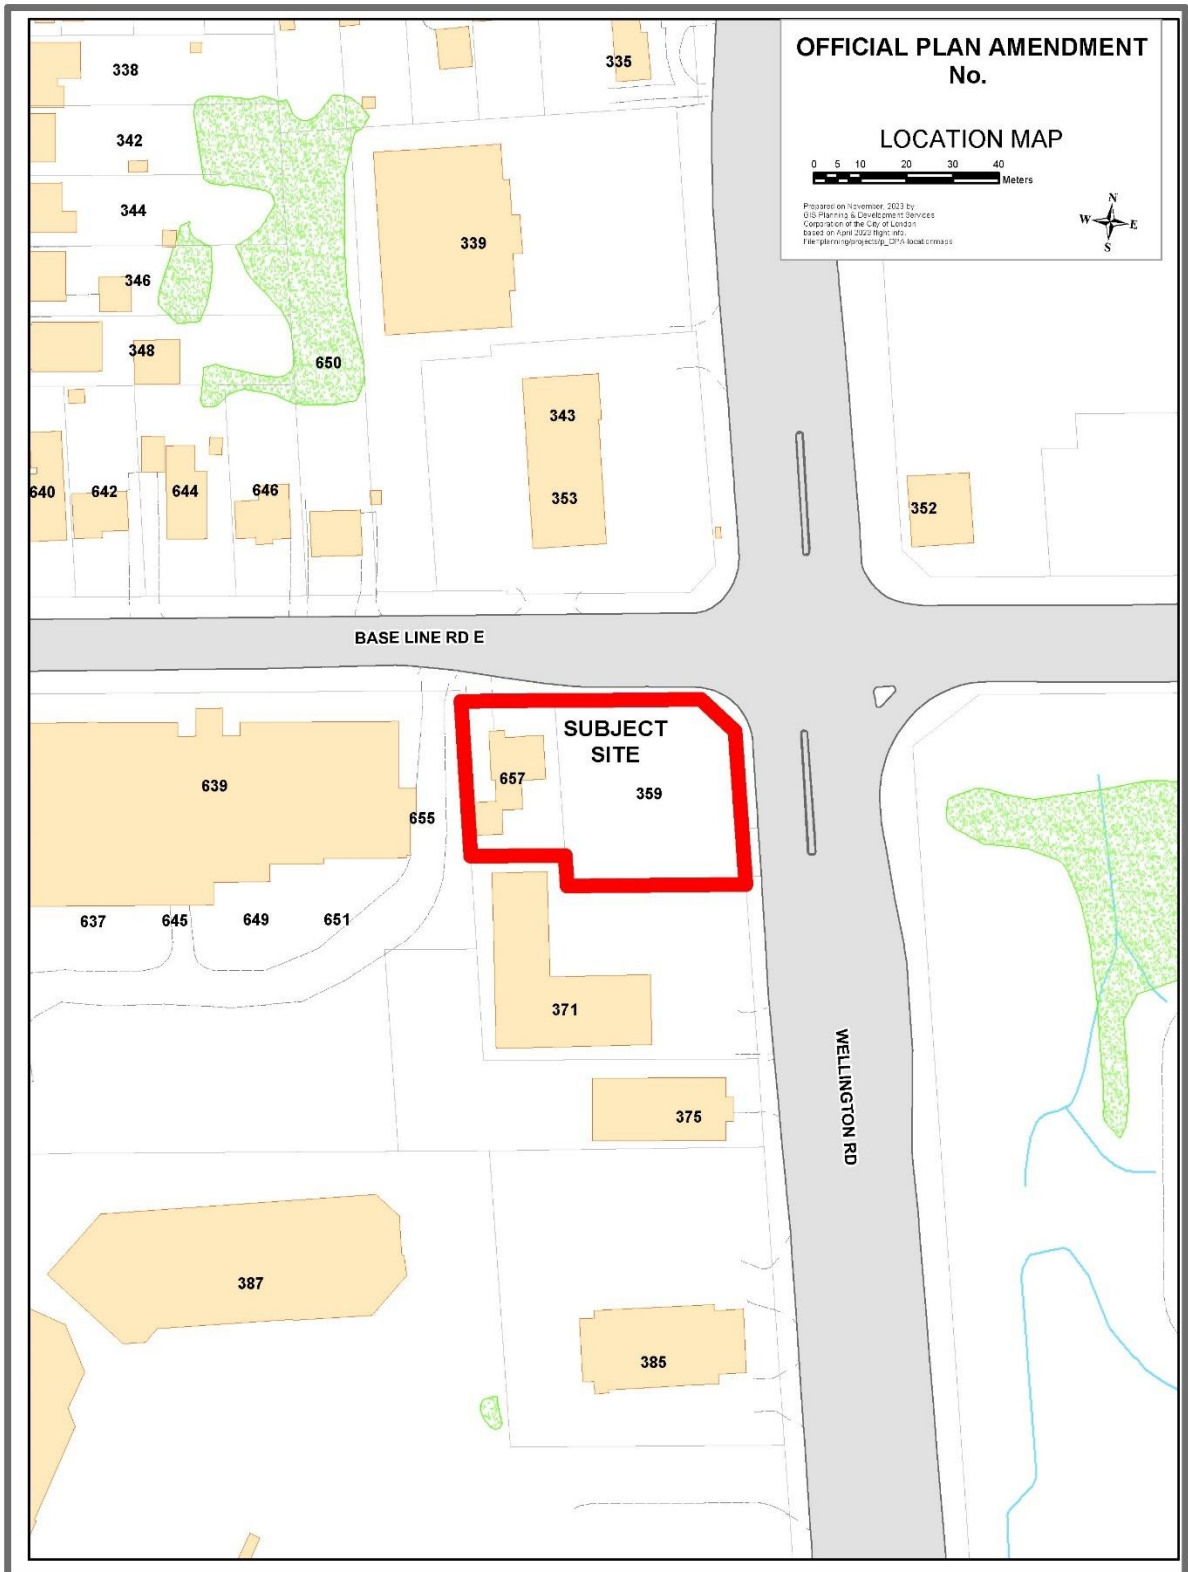 OFFICIAL PLAN AMENDMENT
No.
LOCATION MAP
0 5 10 20 30 40
Meters
Prepared on November, 2023 by
GIS Planning & Development Services
Corporation of the City of London
based on April 2023 flight info.
N
W E
S
338
335
342
344
339
346
348
650
343
640
642
644
646
353
352
BASE LINE RD E
SUBJECT
SITE
657
639
359
655
637
645
649
651
371
WELLINGTON RD
375
387
385